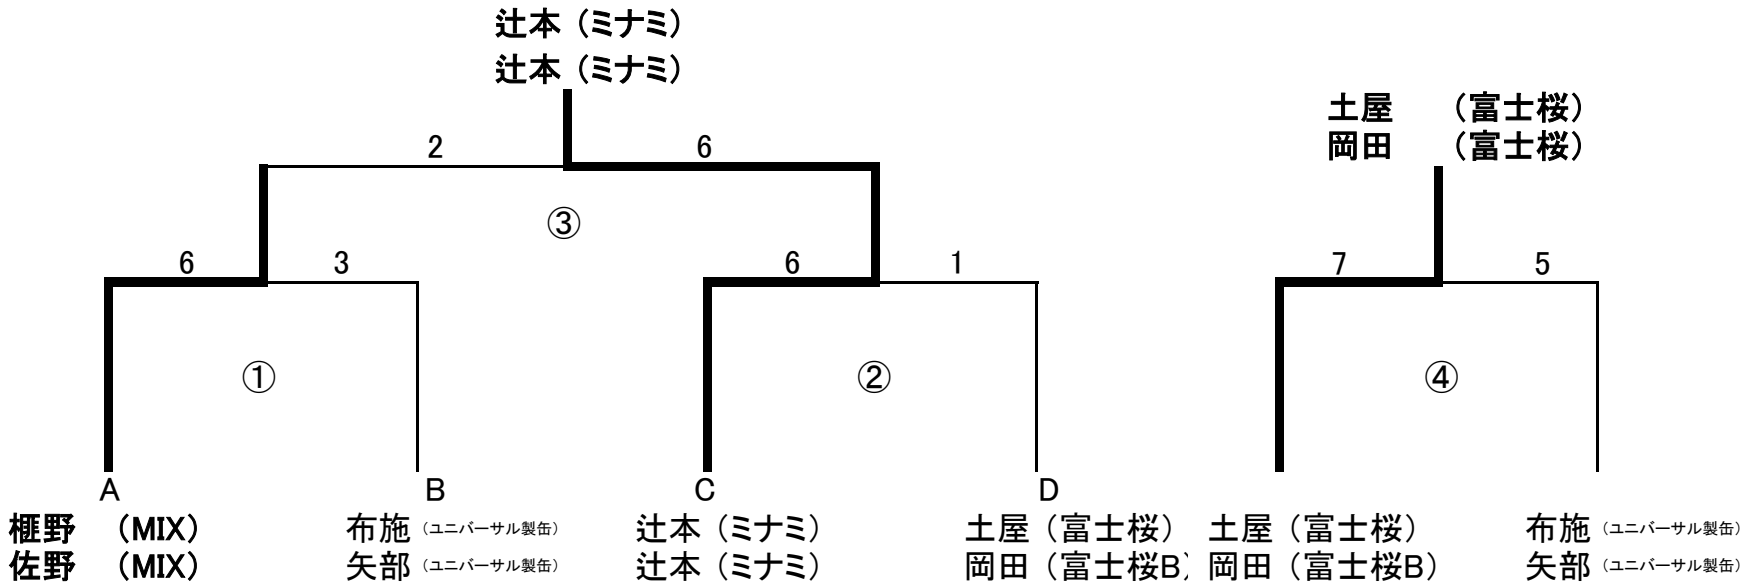 辻本 (ミナミ)
辻本 (ミナミ)
土屋 (富士桜)
岡田 (富士桜)
2 6
③
6 3 6 1 7 5
① ② ④
A B C D
榧野 (MIX) 布施 (ユニバーサル製缶) 辻本 (ミナミ) 土屋 (富士桜) 土屋 (富士桜) 布施 (ユニバーサル製缶)
佐野 (MIX) 矢部 (ユニバーサル製缶) 辻本 (ミナミ) 岡田 (富士桜B) 岡田 (富士桜B) 矢部 (ユニバーサル製缶)